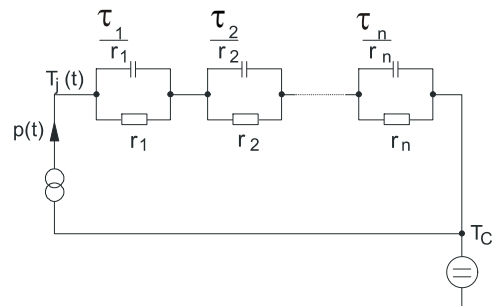 τ1/r1 τ2/r2 τn/rn
Tj(t)
r1 r2 rn
p(t)
TC